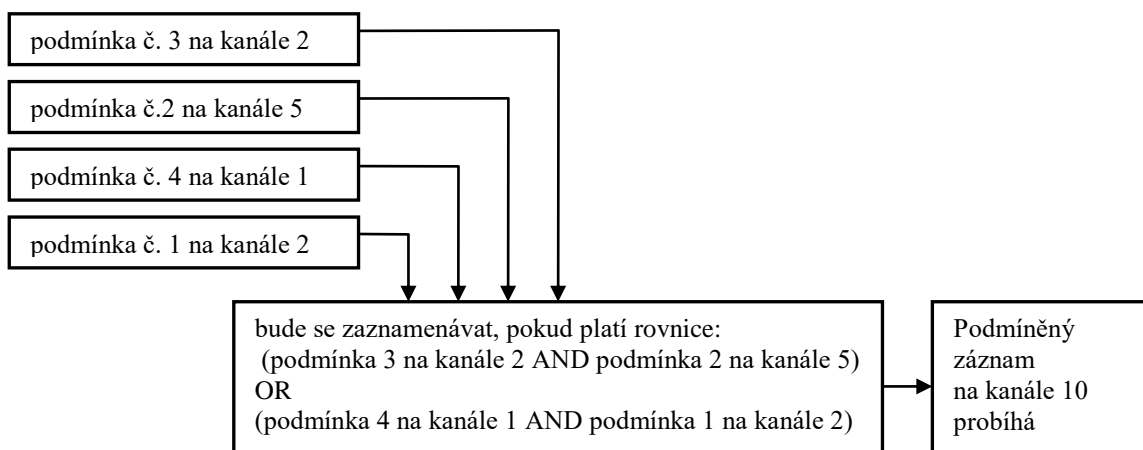 podmínka č. 3 na kanále 2
podmínka č.2 na kanále 5
podmínka č. 4 na kanále 1
podmínka č. 1 na kanále 2
bude se zaznamenávat, pokud platí rovnice:
(podmínka 3 na kanále 2 AND podmínka 2 na kanále 5)
OR
(podmínka 4 na kanále 1 AND podmínka 1 na kanále 2)
Podmíněný
záznam
na kanále 10
probíhá